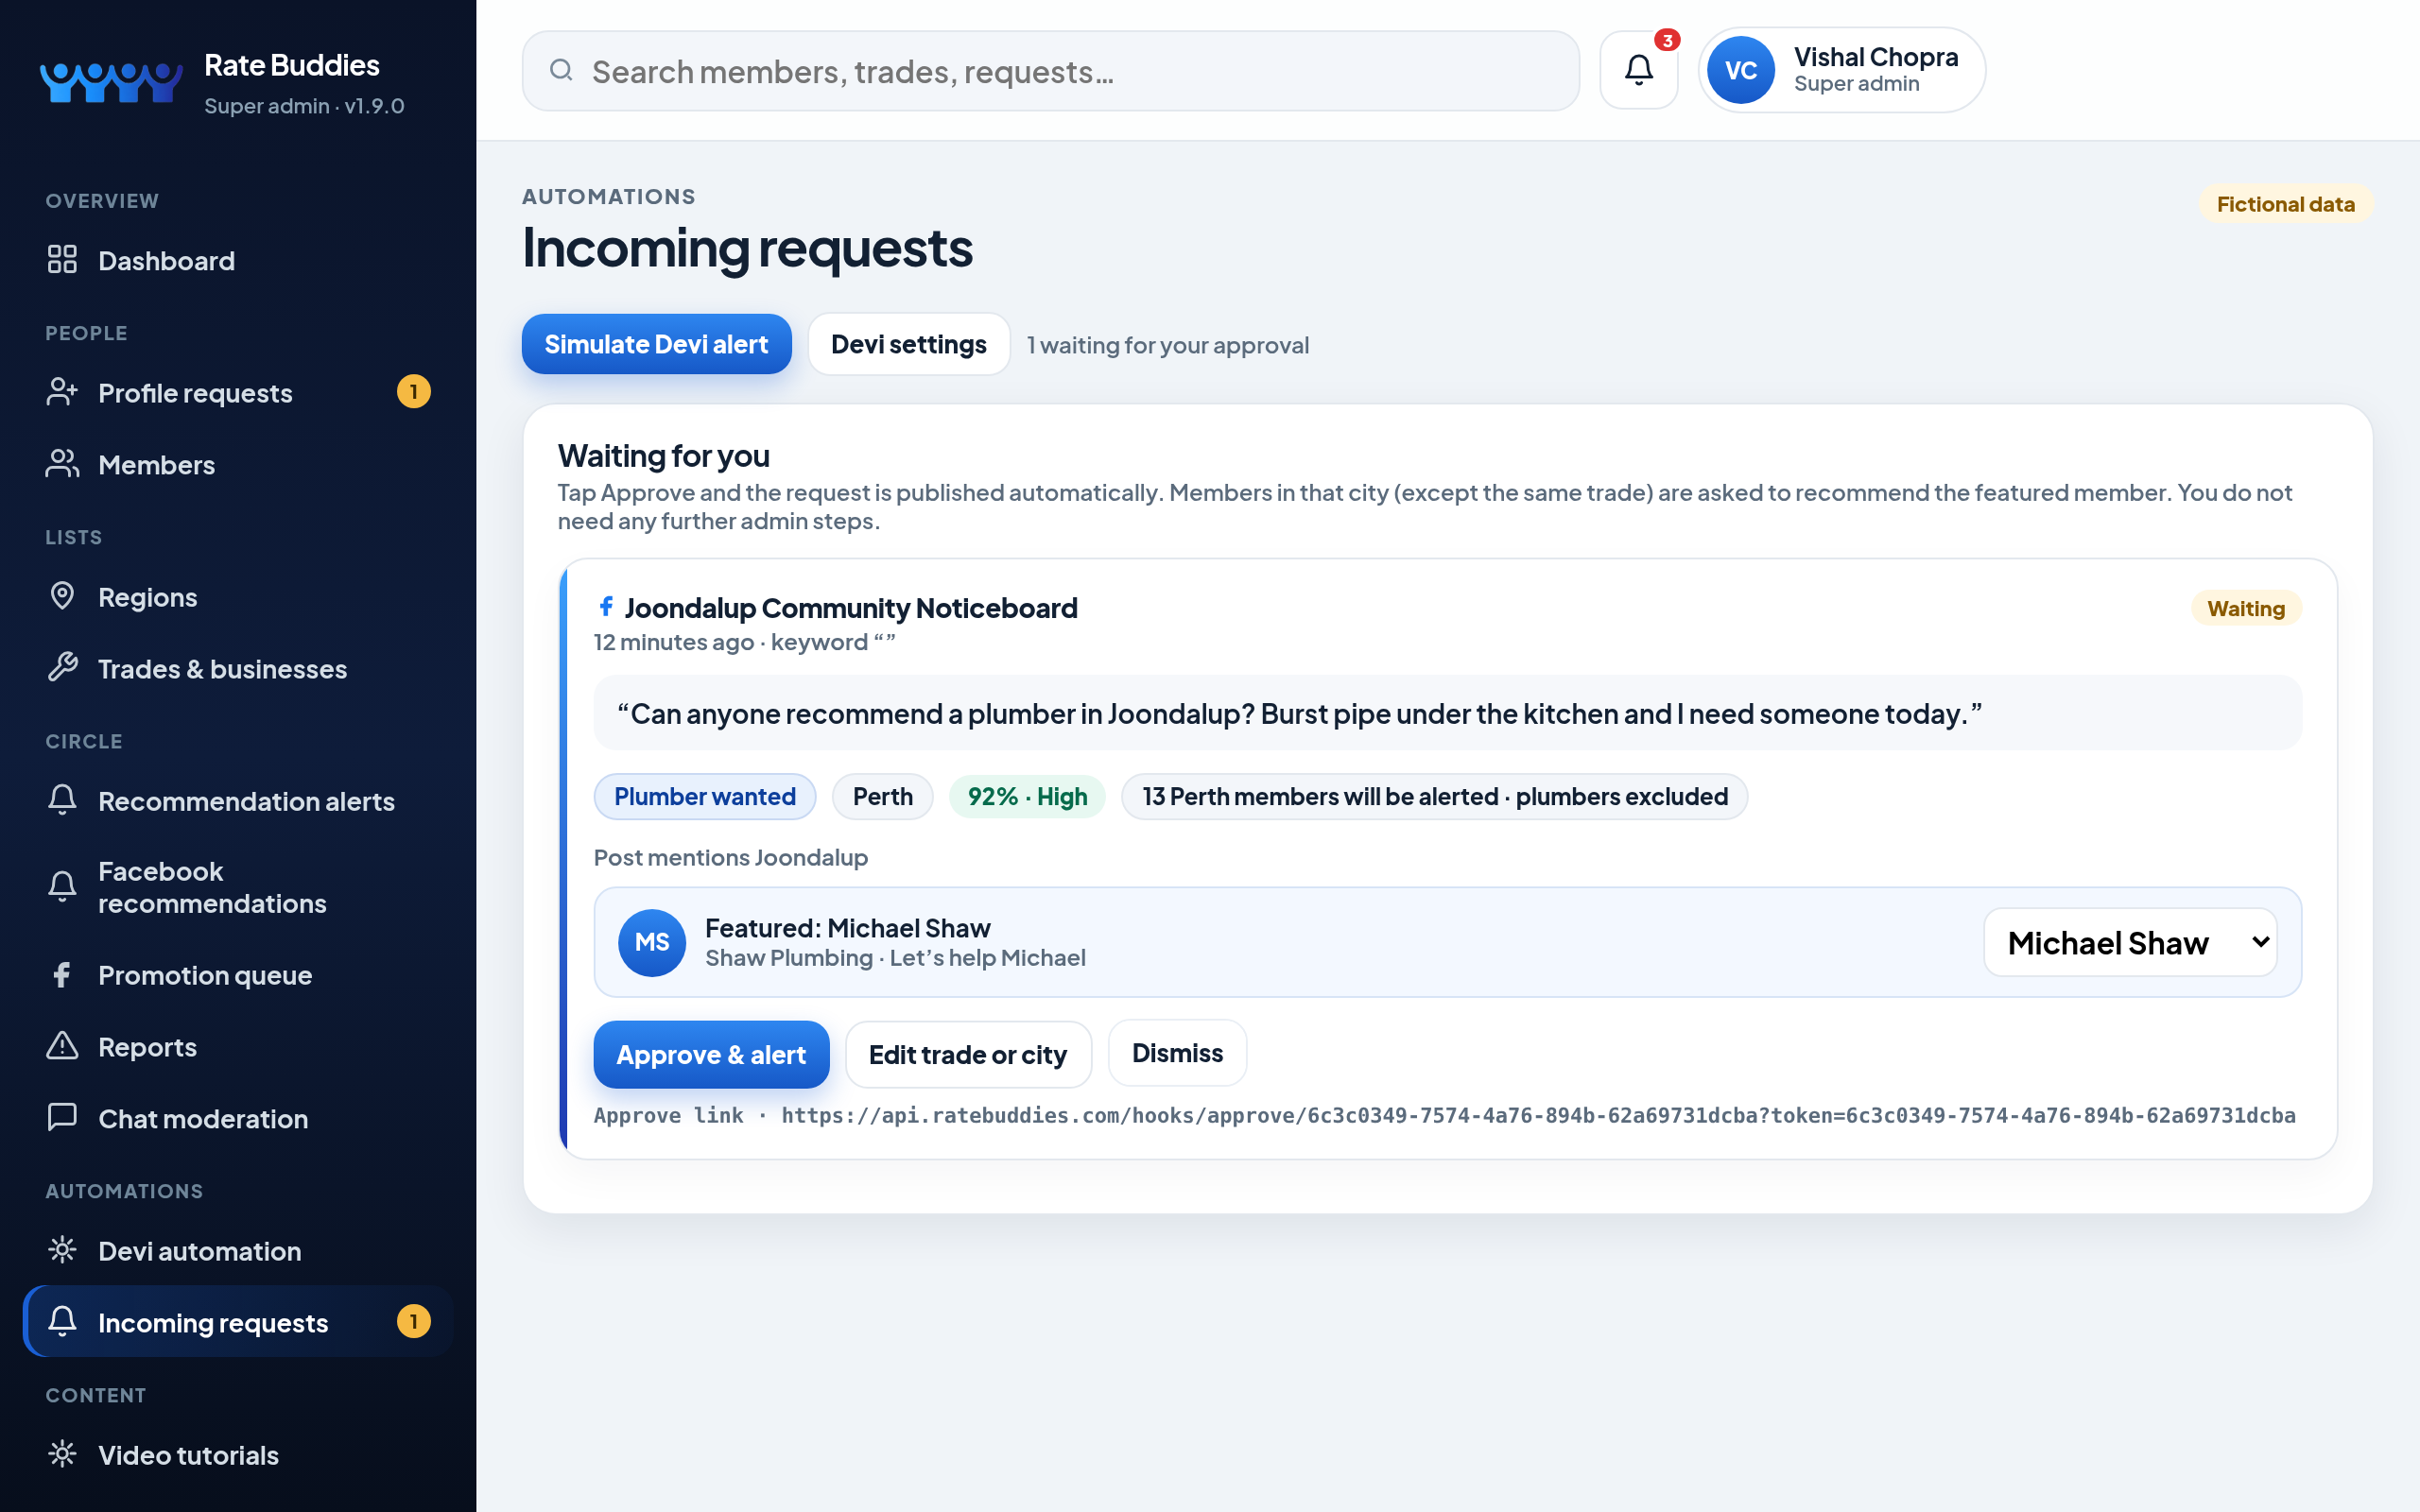 Rate Buddies
Super admin · v1.9.0
OVERVIEW
Dashboard
PEOPLE
Profile requests 1
Members
LISTS
Regions
Trades & businesses
CIRCLE
Recommendation alerts
Facebook
recommendations
Promotion queue
Reports
Chat moderation
AUTOMATIONS
Devi automation
Incoming requests 1
CONTENT
Video tutorials
Search members, trades, requests…
3
VC
Vishal Chopra
Super admin
AUTOMATIONS
Fictional data
Incoming requests
Simulate Devi alert
Devi settings
1 waiting for your approval
Waiting for you
Tap Approve and the request is published automatically. Members in that city (except the same trade) are asked to recommend the featured member. You do not
need any further admin steps.
Joondalup Community Noticeboard
Waiting
12 minutes ago · keyword “”
“Can anyone recommend a plumber in Joondalup? Burst pipe under the kitchen and I need someone today.”
Plumber wanted
Perth
92% · High
13 Perth members will be alerted · plumbers excluded
Post mentions Joondalup
MS
Featured: Michael Shaw
Shaw Plumbing · Let’s help Michael
Michael Shaw
Approve & alert
Edit trade or city
Dismiss
Approve link · https://api.ratebuddies.com/hooks/approve/6c3c0349-7574-4a76-894b-62a69731dcba?token=6c3c0349-7574-4a76-894b-62a69731dcba